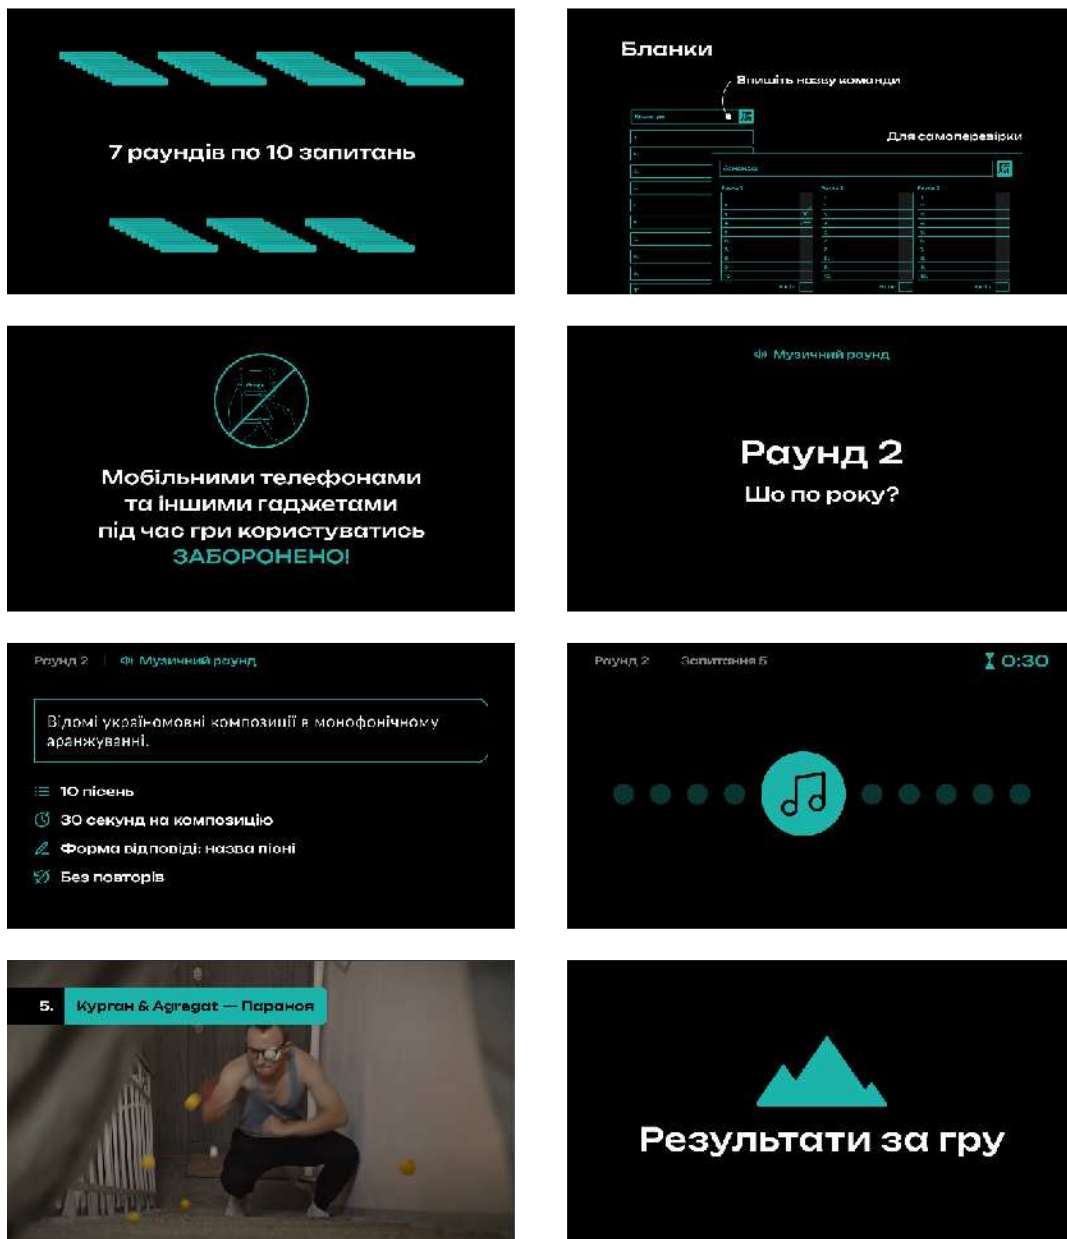 7 раундів по 10 запитань
Бланки
Впишіть назву команди
Для самоперевірки
Мобільними телефонами
та іншими гаджетами
під час гри користуватись
ЗАБОРОНЕНО!
Музичний раунд
Раунд 2
Шо по року?
Раунд 2 | Музичний раунд
Відомі україномовні композиції в монофонічному
аранжуванні.
10 пісень
30 секунд на композицію
Форма відповіді: назва пісні
Без повторів
Раунд 2 Запитання 5 0:30
5. Курган & Agregat — Параноя
Результати за гру